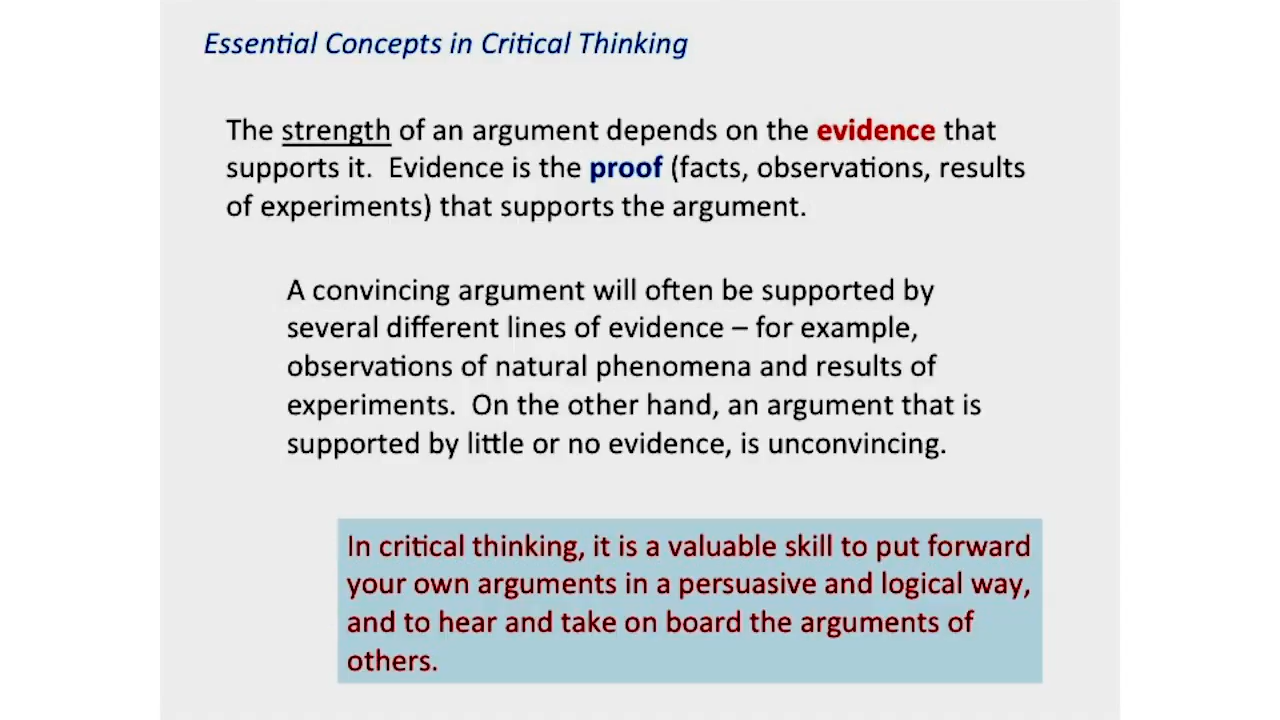 Essential Concepts in Critical Thinking
The strength of an argument depends on the evidence that
supports it. Evidence is the proof (facts, observations, results
of experiments) that supports the argument.
A convincing argument will often be supported by
several different lines of evidence – for example,
observations of natural phenomena and results of
experiments. On the other hand, an argument that is
supported by little or no evidence, is unconvincing.
In critical thinking, it is a valuable skill to put forward
your own arguments in a persuasive and logical way,
and to hear and take on board the arguments of
others.